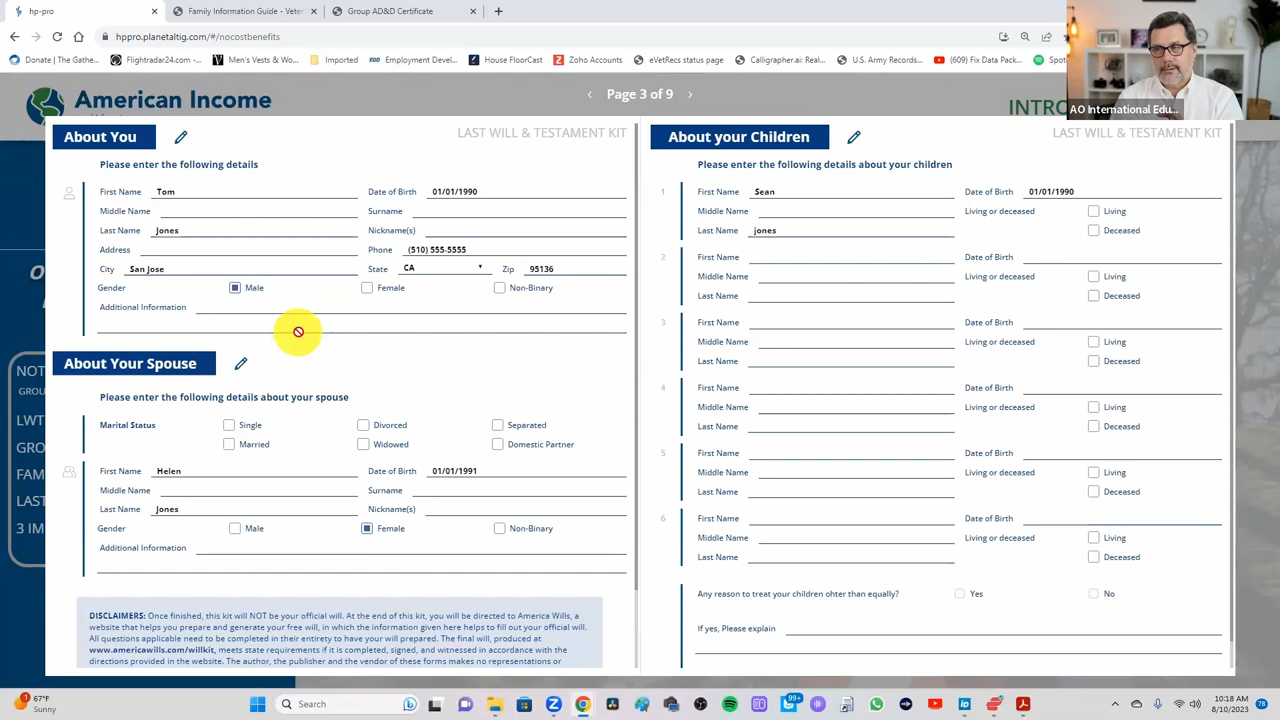 hp-pro
Family Information Guide - Veter
Group AD&D Certificate
hppro.planetaltig.com/#/nocostbenefits
Donate | The Gathe...
Flightradar24.com -...
Men's Vests & Wo...
Imported
EDD Employment Devel...
House FloorCast
Zoho Accounts
eVetRecs status page
Calligrapher.ai: Real...
U.S. Army Records...
(609) Fix Data Pack...
Spot
AO International Edu...
American Income
Page 3 of 9
INTRO
About You
LAST WILL & TESTAMENT KIT
Please enter the following details
First Name Tom Date of Birth 01/01/1990
Middle Name Surname
Last Name Jones Nickname(s)
Address Phone (510) 555-5555
City San Jose State CA Zip 95136
Gender Male Female Non-Binary
Additional Information
About Your Spouse
Please enter the following details about your spouse
Marital Status Single Divorced Separated
Married Widowed Domestic Partner
First Name Helen Date of Birth 01/01/1991
Middle Name Surname
Last Name Jones Nickname(s)
Gender Male Female Non-Binary
Additional Information
DISCLAIMERS: Once finished, this kit will NOT be your official will. At the end of this kit, you will be directed to America Wills, a
website that helps you prepare and generate your free will, in which the information given here helps to fill out your official will.
All questions applicable need to be completed in their entirety to have your will prepared. The final will, produced at
www.americawills.com/willkit, meets state requirements if it is completed, signed, and witnessed in accordance with the
directions provided in the website. The author, the publisher and the vendor of these forms makes no representations or
About your Children
LAST WILL & TESTAMENT KIT
Please enter the following details about your children
1 First Name Sean Date of Birth 01/01/1990
Middle Name Living or deceased Living
Last Name jones Deceased
2 First Name Date of Birth
Middle Name Living or deceased Living
Last Name Deceased
3 First Name Date of Birth
Middle Name Living or deceased Living
Last Name Deceased
4 First Name Date of Birth
Middle Name Living or deceased Living
Last Name Deceased
5 First Name Date of Birth
Middle Name Living or deceased Living
Last Name Deceased
6 First Name Date of Birth
Middle Name Living or deceased Living
Last Name Deceased
Any reason to treat your children ohter than equally? Yes No
If yes, Please explain
O
NOT
GROU
LWT
GRO
FAM
LAST
3 IM
67°F
Sunny
Search
99+
10:18 AM
8/10/2023
78